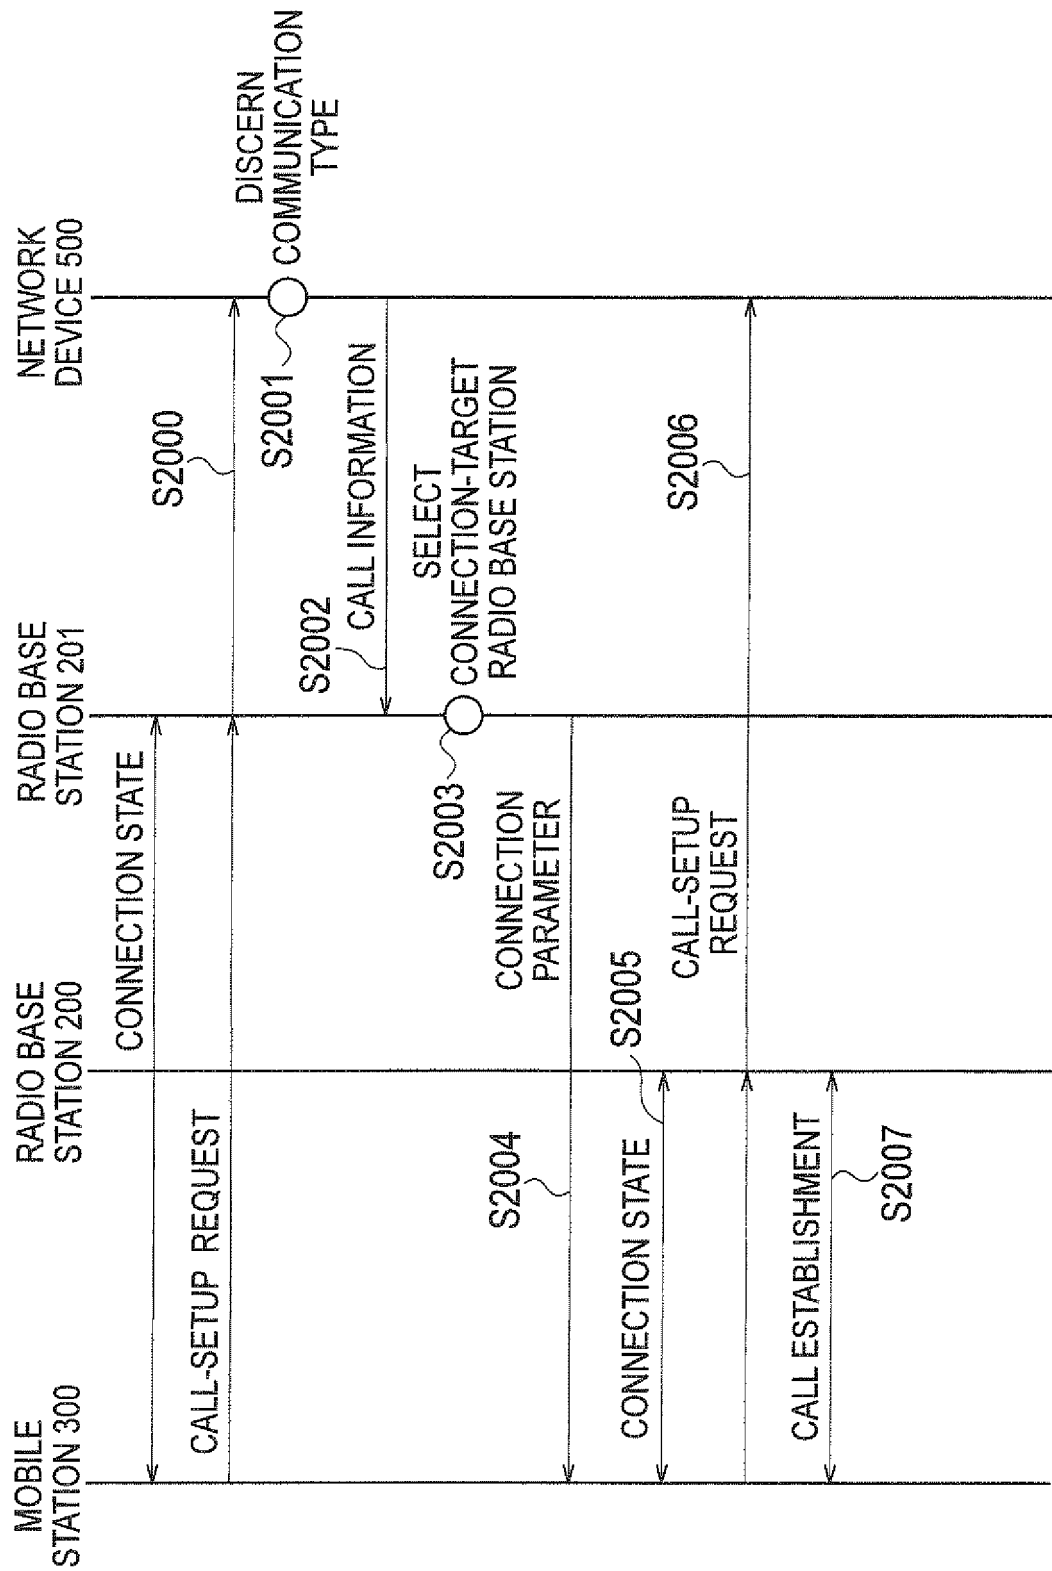 MOBILE
STATION 300
RADIO BASE
STATION 200
RADIO BASE
STATION 201
NETWORK
DEVICE 500
CONNECTION STATE
CALL-SETUP REQUEST
S2000
S2001
DISCERN
COMMUNICATION
TYPE
S2002
CALL INFORMATION
S2003
SELECT
CONNECTION-TARGET
RADIO BASE STATION
S2004
CONNECTION
PARAMETER
CONNECTION STATE
S2005
CALL-SETUP
REQUEST
S2006
CALL ESTABLISHMENT
S2007